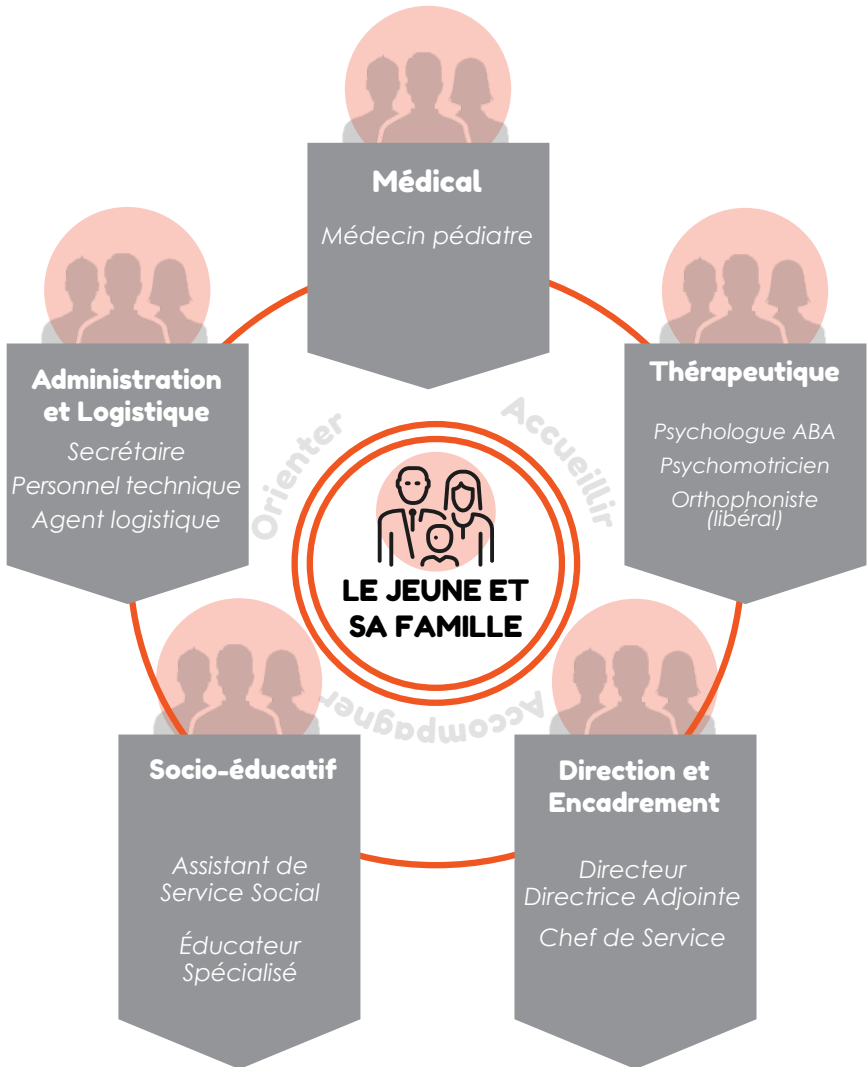 Médical
Médecin pédiatre
Administration
et Logistique
Secrétaire
Personnel technique
Agent logistique
Thérapeutique
Psychologue ABA
Psychomotricien
Orthophoniste
(libéral)
Orienter
Accueillir
LE JEUNE ET
SA FAMILLE
Accompagner
Socio-éducatif
Assistant de
Service Social
Éducateur
Spécialisé
Direction et
Encadrement
Directeur
Directrice Adjointe
Chef de Service